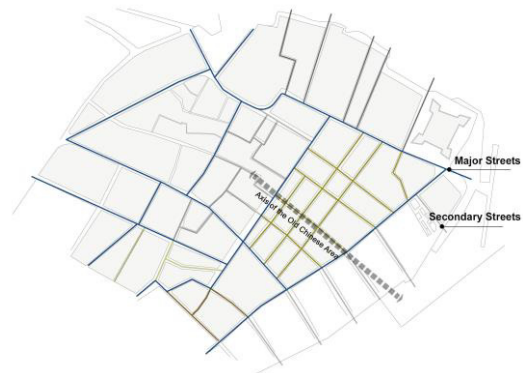 Major Streets
Secondary Streets
Axis of the Old Chinese Area